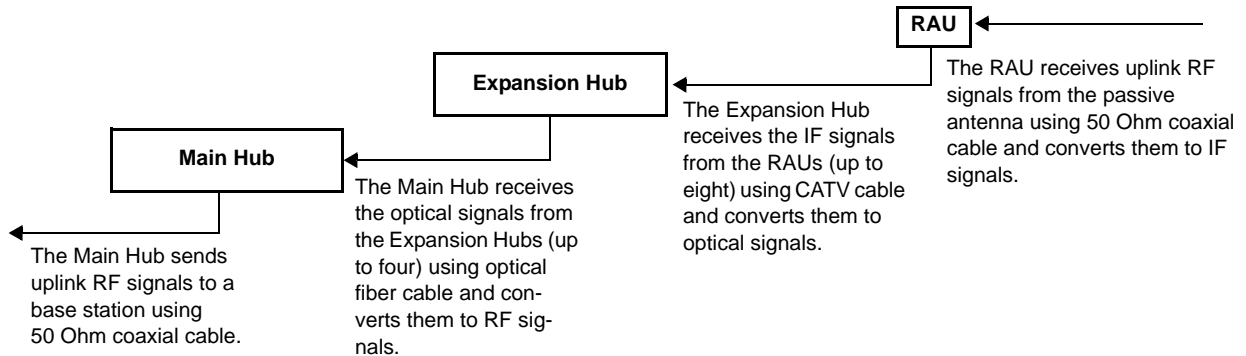 RAU
The RAU receives uplink RF
signals from the passive
antenna using 50 Ohm coaxial
cable and converts them to IF
signals.
Expansion Hub
The Expansion Hub
receives the IF signals
from the RAUs (up to
eight) using CATV cable
and converts them to
optical signals.
Main Hub
The Main Hub receives
the optical signals from
the Expansion Hubs (up
to four) using optical
fiber cable and con-
verts them to RF sig-
nals.
The Main Hub sends
uplink RF signals to a
base station using
50 Ohm coaxial cable.